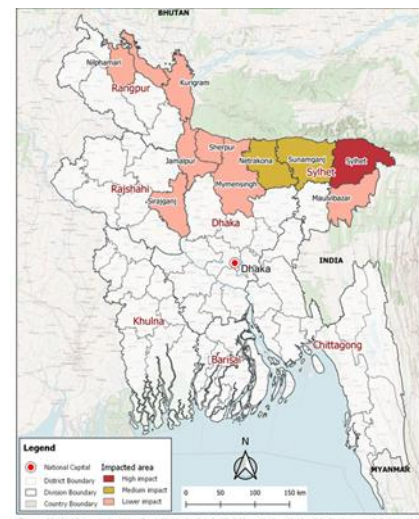 BHUTAN
Nilphamari
Rangpur
Kurigram
Sherpur
Jamalpur
Netrakona
Sunamganj
Sylhet
Sylhet
Mymensingh
Rajshahi
Sirajganj
Maulvibazar
Dhaka
INDIA
Dhaka
Khulna
Barisal
Chittagong
MYANMAR
Legend
National Capital
District Boundary
Division Boundary
Country Boundary
Impacted area
High impact
Medium impact
Lower impact
N
0 50 100 150 km